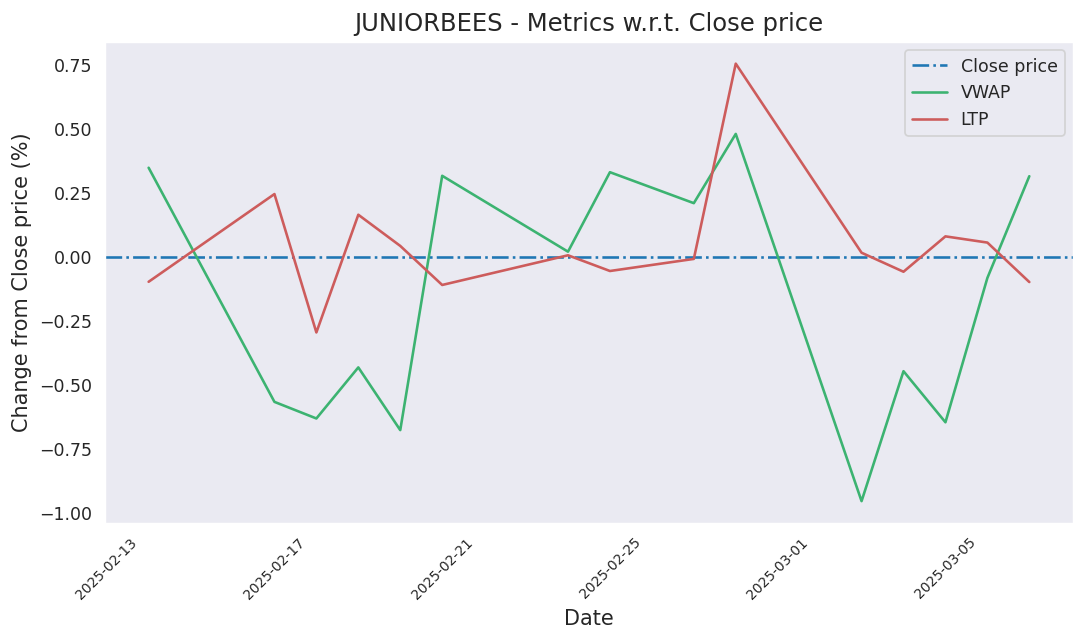 JUNIORBEES - Metrics w.r.t. Close price
Close price
VWAP
LTP
Change from Close price (%)
0.75
0.50
0.25
0.00
−0.25
−0.50
−0.75
−1.00
2025-02-13
2025-02-17
2025-02-21
2025-02-25
2025-03-01
2025-03-05
Date